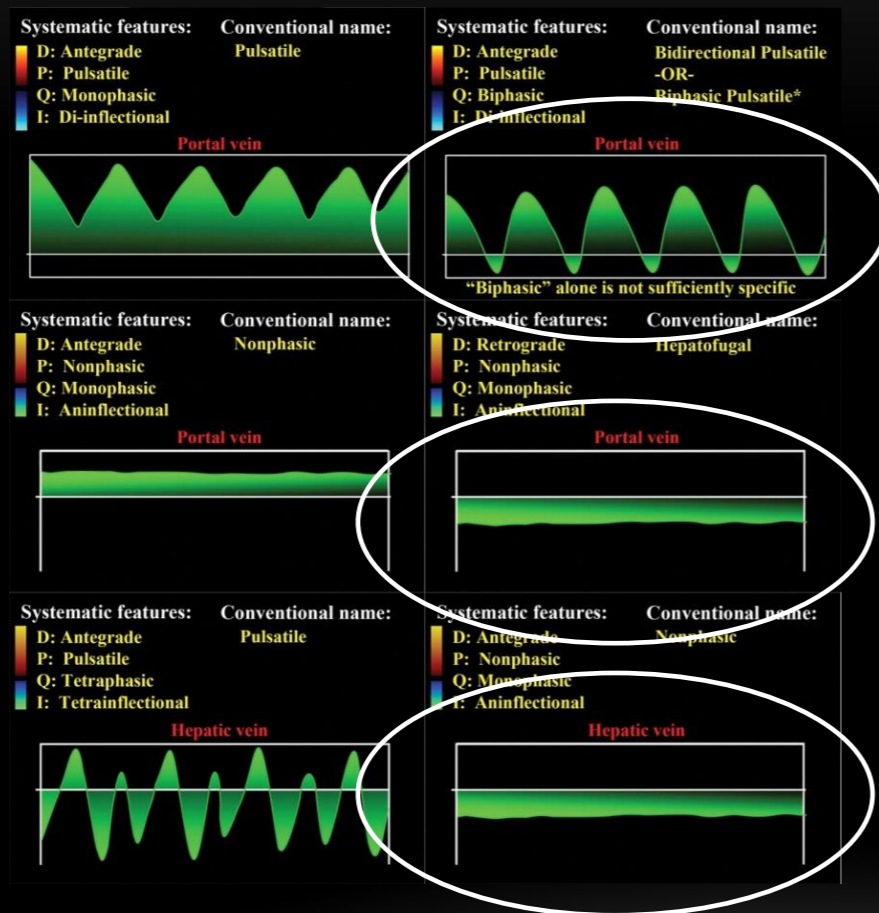 Systematic features: Conventional name:
D: Antegrade Pulsatile
P: Pulsatile
Q: Monophasic
I: Di-inflectional
Portal vein
Systematic features: Conventional name:
D: Antegrade Bidirectional Pulsatile
P: Pulsatile -OR-
Q: Biphasic Biphasic Pulsatile*
I: Di-inflectional
Portal vein
“Biphasic” alone is not sufficiently specific
Systematic features: Conventional name:
D: Antegrade Nonphasic
P: Nonphasic
Q: Monophasic
I: Aninflectional
Portal vein
Systematic features: Conventional name:
D: Retrograde Hepatofugal
P: Nonphasic
Q: Monophasic
I: Aninflectional
Portal vein
Systematic features: Conventional name:
D: Antegrade Pulsatile
P: Pulsatile
Q: Tetraphasic
I: Tetrainflectional
Hepatic vein
Systematic features: Conventional name:
D: Antegrade Nonphasic
P: Nonphasic
Q: Monophasic
I: Aninflectional
Hepatic vein